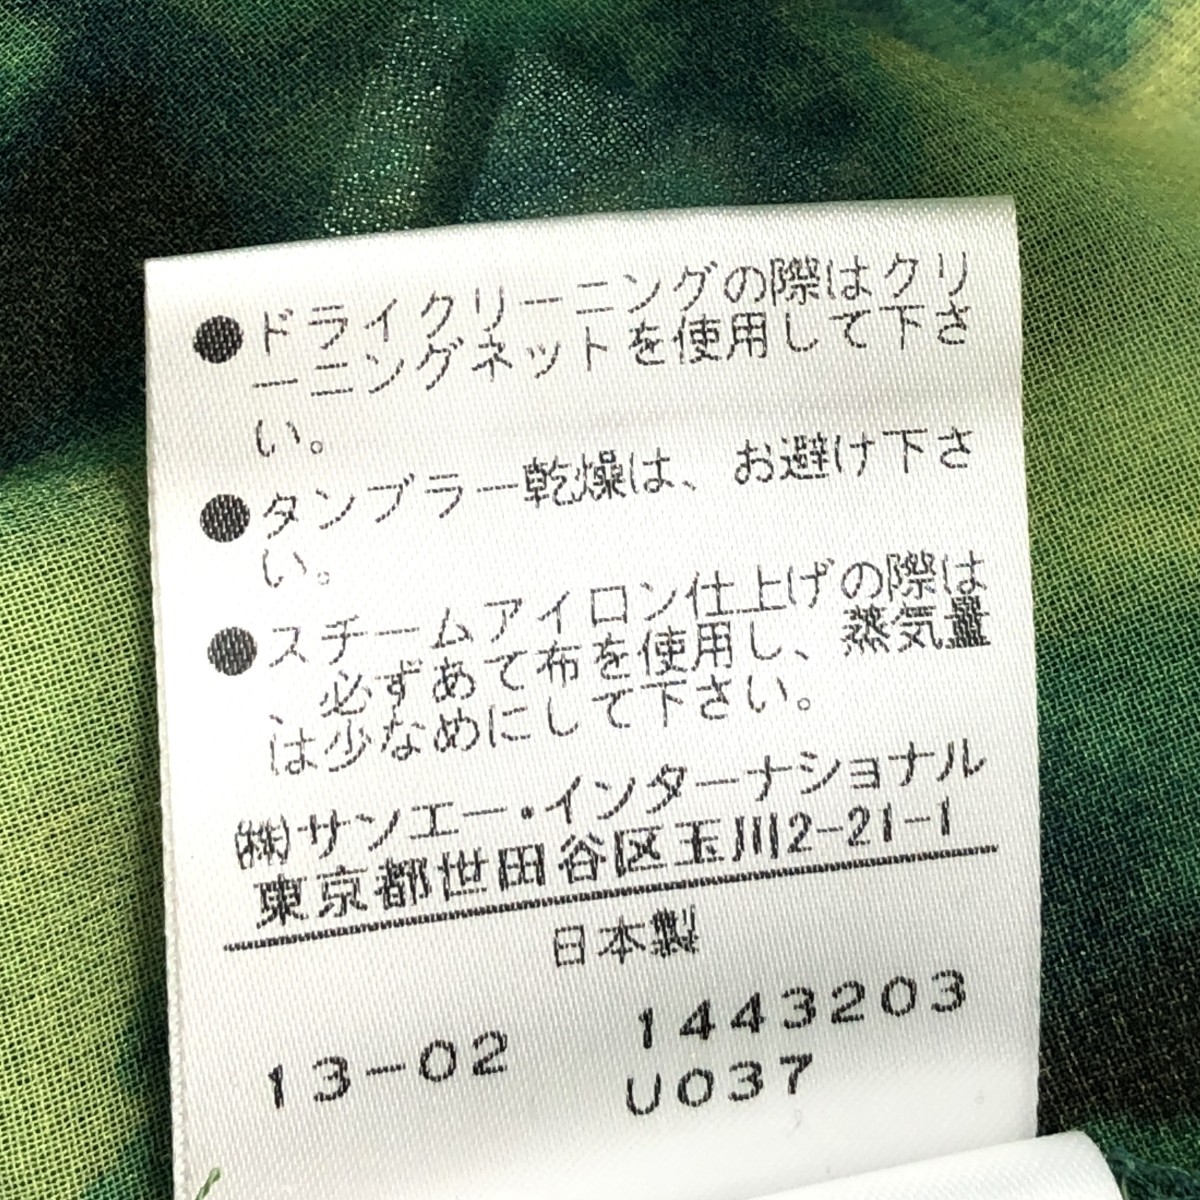 ●ドライクリーニングの際はクリ
ーニングネットを使用して下さ
い。
●タンブラー乾燥は、お避け下さ
い。
●スチームアイロン仕上げの際は
、必ずあて布を使用し、蒸気量
は少なめにして下さい。
㈱サンエー・インターナショナル
東京都世田谷区玉川2-21-1
日本製
13-02 1443203
U037